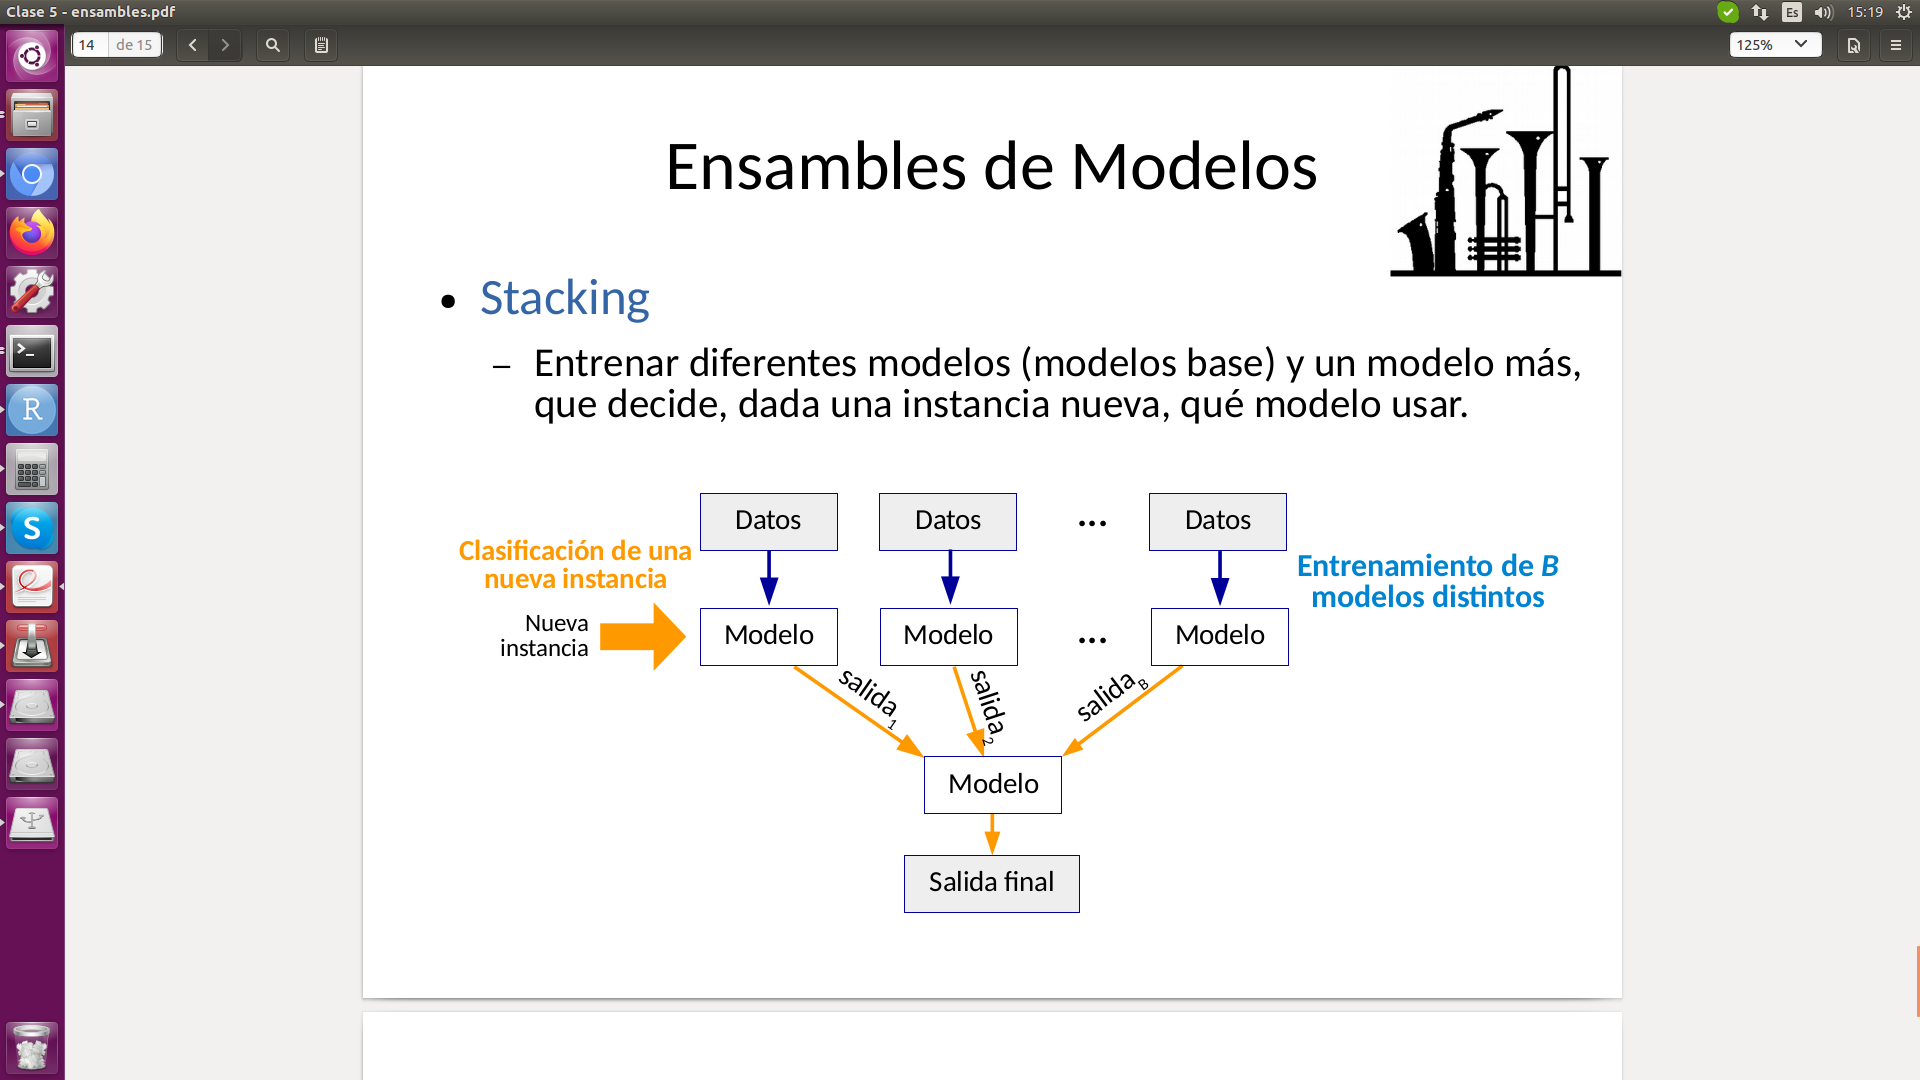 Clase 5 - ensambles.pdf
Es
15:19
14 de 15
125%
Ensambles de Modelos
• Stacking
– Entrenar diferentes modelos (modelos base) y un modelo más,
que decide, dada una instancia nueva, qué modelo usar.
Datos Datos ... Datos
Clasificación de una
nueva instancia
Entrenamiento de B
modelos distintos
Nueva
instancia
Modelo Modelo ... Modelo
salida1
salida2
salidaB
Modelo
Salida final
R
S